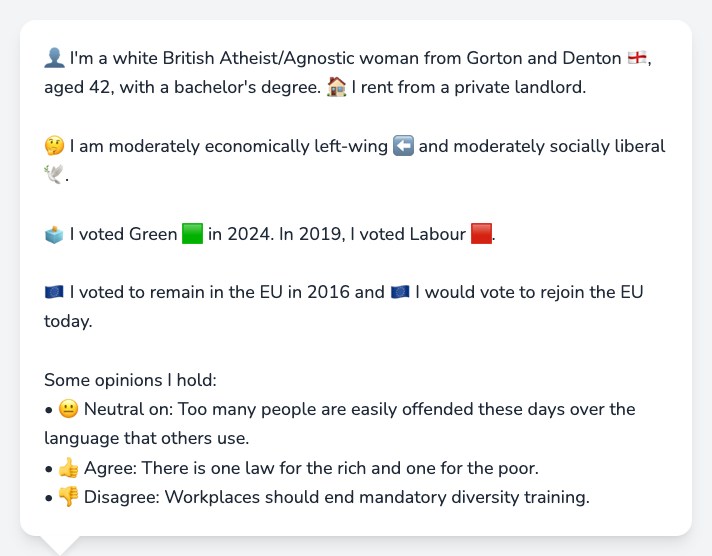 👤 I'm a white British Atheist/Agnostic woman from Gorton and Denton 🏴󠁧󠁢󠁥󠁮󠁧󠁿,
aged 42, with a bachelor's degree. 🏠 I rent from a private landlord.
🤔 I am moderately economically left-wing ⬅️ and moderately socially liberal
🕊️.
🗳️ I voted Green 🟩 in 2024. In 2019, I voted Labour 🟥.
🇪🇺 I voted to remain in the EU in 2016 and 🇪🇺 I would vote to rejoin the EU
today.
Some opinions I hold:
• 😐 Neutral on: Too many people are easily offended these days over the
language that others use.
• 👍 Agree: There is one law for the rich and one for the poor.
• 👎 Disagree: Workplaces should end mandatory diversity training.